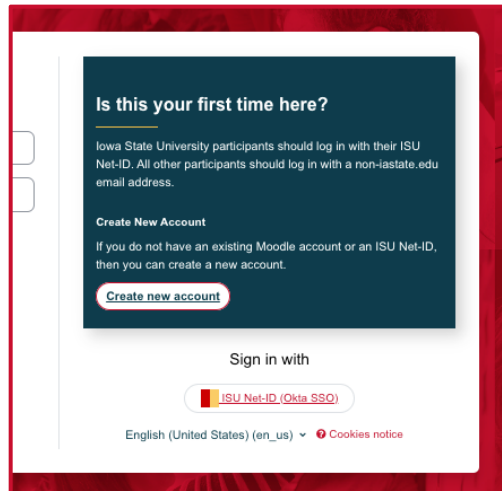 Is this your first time here?
Iowa State University participants should log in with their ISU
Net-ID. All other participants should log in with a non-iastate.edu
email address.
Create New Account
If you do not have an existing Moodle account or an ISU Net-ID,
then you can create a new account.
Create new account
Sign in with
ISU Net-ID (Okta SSO)
English (United States) (en_us) Cookies notice